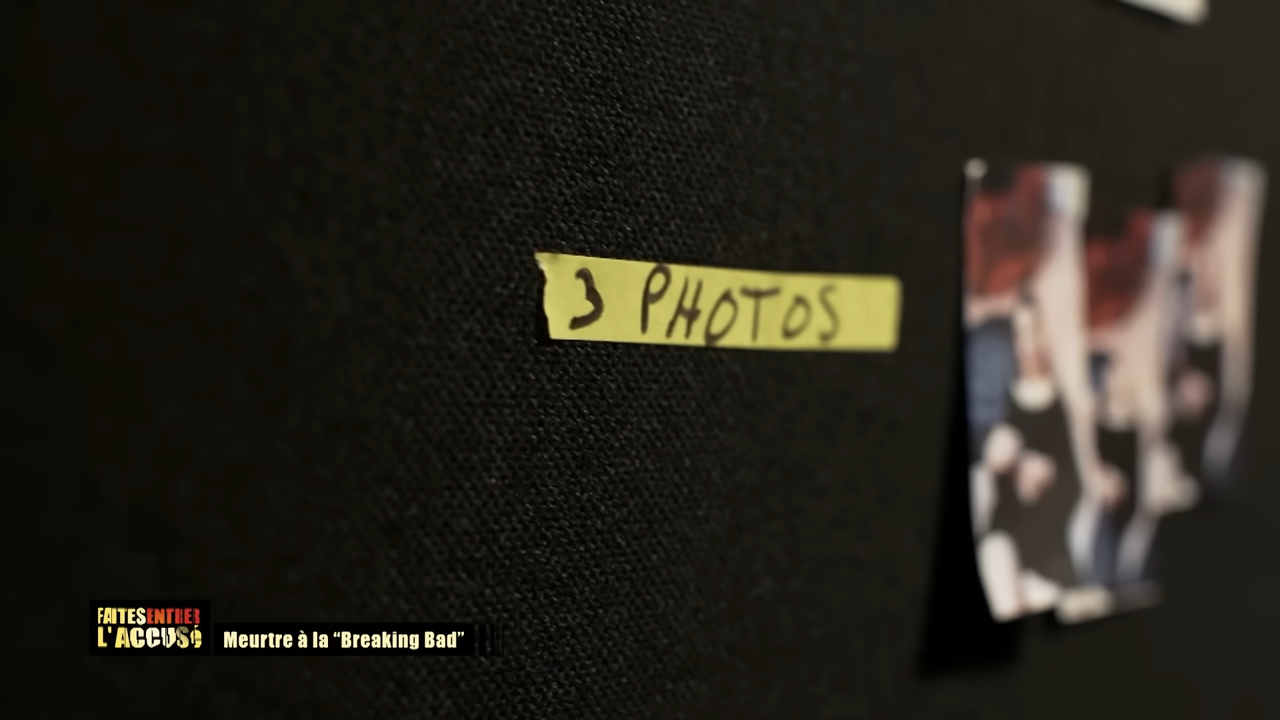 3 PHOTOS
FAITES ENTRER
L'ACCUSÉ
Meurtre à la “Breaking Bad”